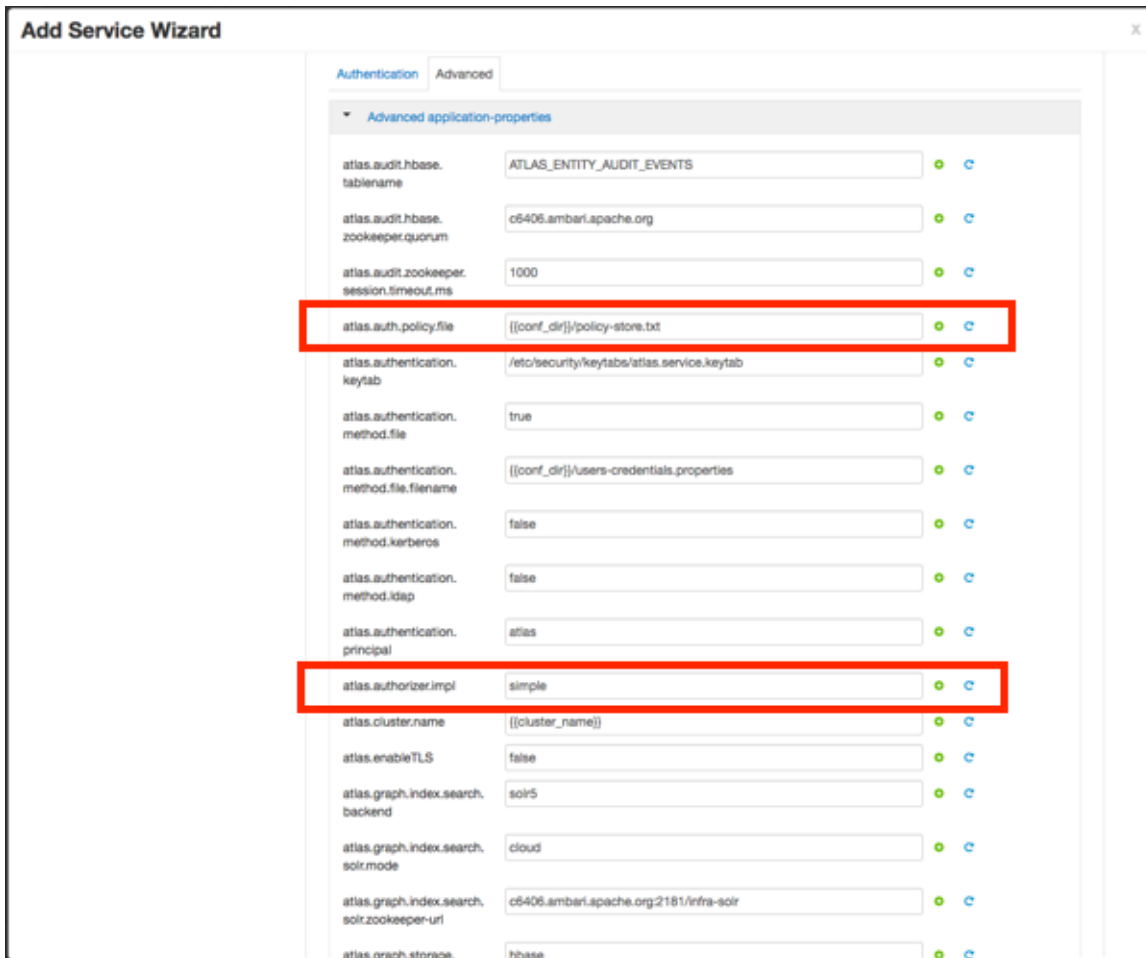 Add Service Wizard
x
Authentication Advanced
Advanced application-properties
atlas.audit.hbase.
tablename
ATLAS_ENTITY_AUDIT_EVENTS
atlas.audit.hbase.
zookeeper.quorum
c6406.ambari.apache.org
atlas.audit.zookeeper.
session.timeout.ms
1000
atlas.auth.policy.file
{{conf_dir}}/policy-store.txt
atlas.authentication.
keytab
/etc/security/keytabs/atlas.service.keytab
atlas.authentication.
method.file
true
atlas.authentication.
method.file.filename
{{conf_dir}}/users-credentials.properties
atlas.authentication.
method.kerberos
false
atlas.authentication.
method.ldap
false
atlas.authentication.
principal
atlas
atlas.authorizer.impl
simple
atlas.cluster.name
{{cluster_name}}
atlas.enableTLS
false
atlas.graph.index.search.
backend
solr5
atlas.graph.index.search.
solr.mode
cloud
atlas.graph.index.search.
solr.zookeeper-url
c6406.ambari.apache.org:2181/infra-solr
atlas.graph.storage.
hbase